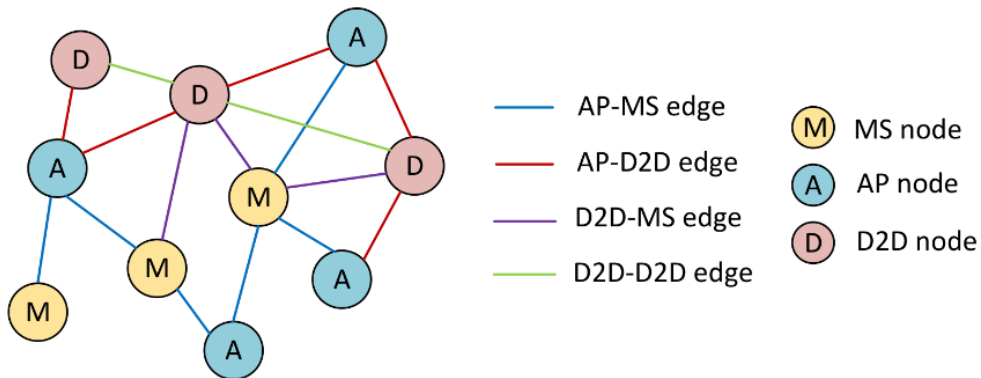 A
D
D
A
D
M
M
A
M
A
AP-MS edge
AP-D2D edge
D2D-MS edge
D2D-D2D edge
M MS node
A AP node
D D2D node